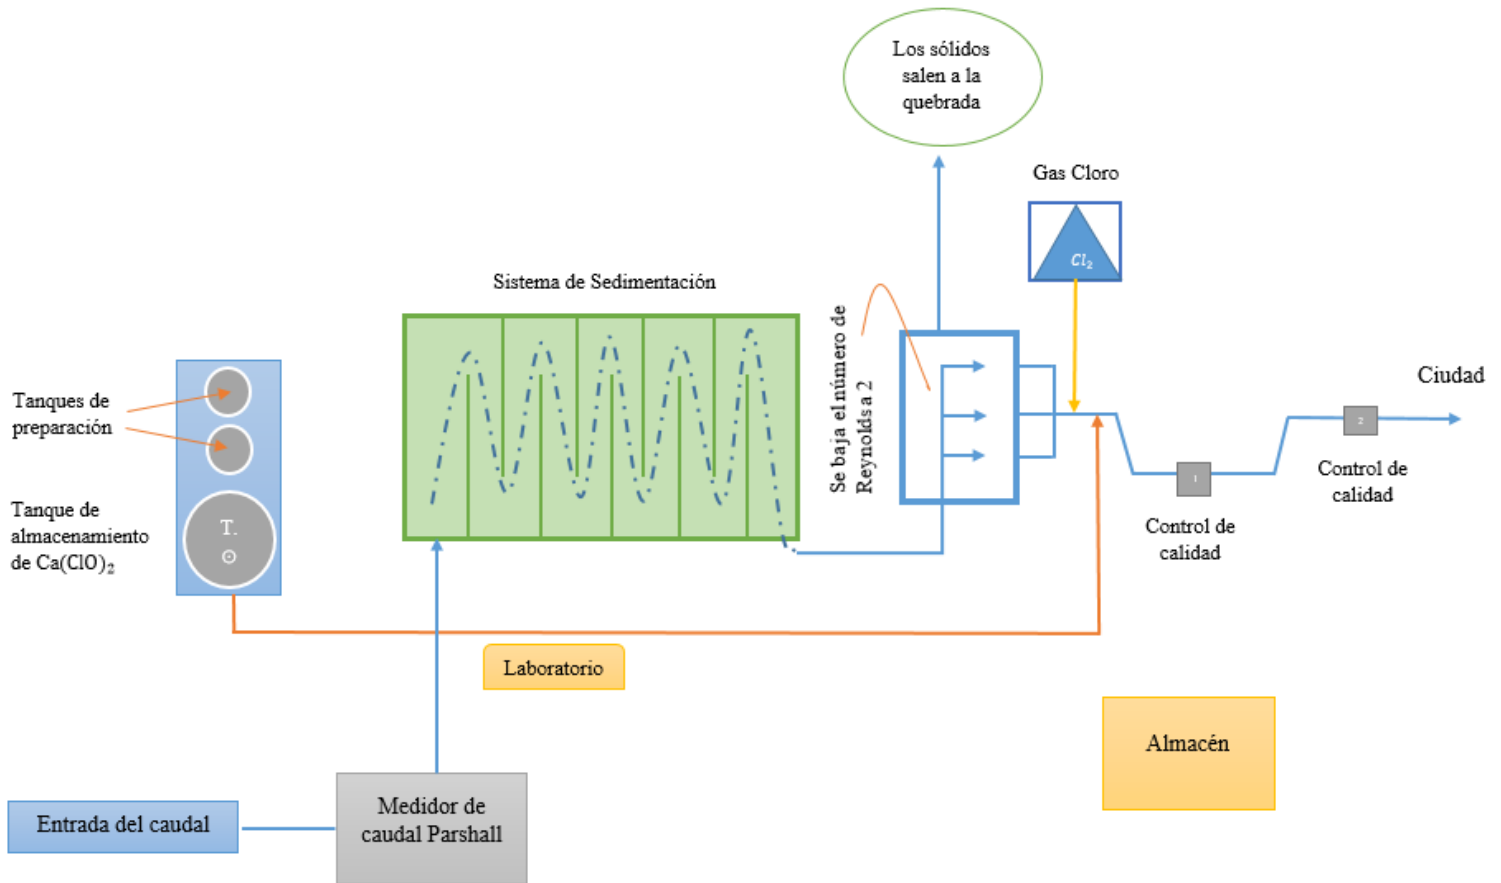 Los sólidos
salen a la
quebrada
Gas Cloro
Cl₂
Sistema de Sedimentación
Se baja el número de
Reynolds a 2
Ciudad
Tanques de
preparación
Tanque de
almacenamiento
de Ca(ClO)₂
T.
1
2
Control de
calidad
Control de
calidad
Laboratorio
Almacén
Entrada del caudal
Medidor de
caudal Parshall